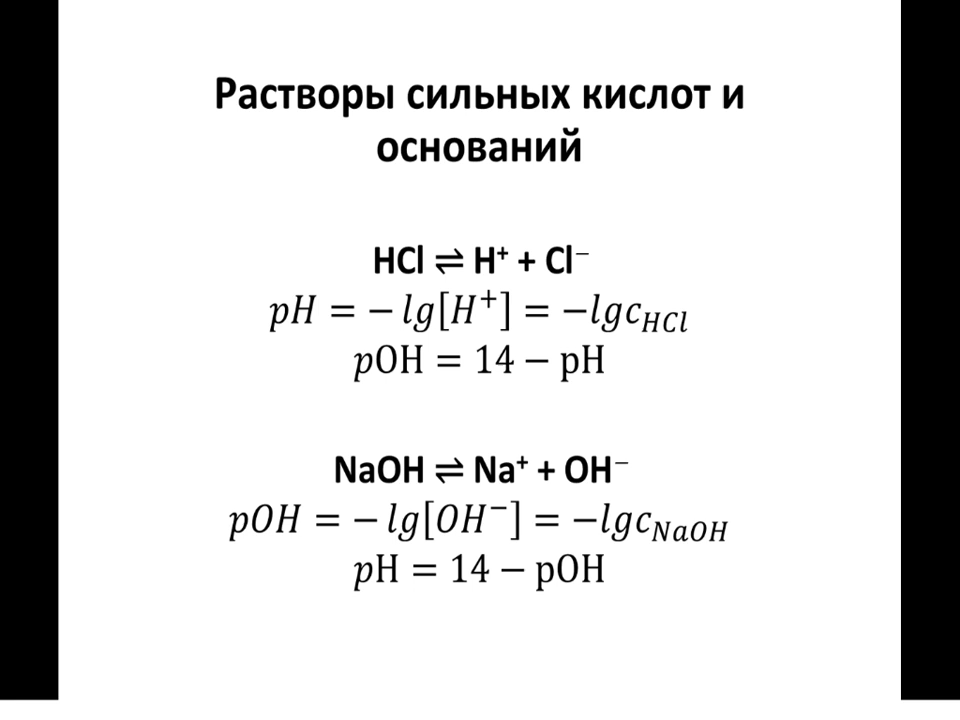 Растворы сильных кислот и
оснований
HCl ⇌ H⁺ + Cl⁻
pH = − lg[H⁺] = −lgc_HCl
pOH = 14 − pH
NaOH ⇌ Na⁺ + OH⁻
pOH = − lg[OH⁻] = −lgc_NaOH
pH = 14 − pOH